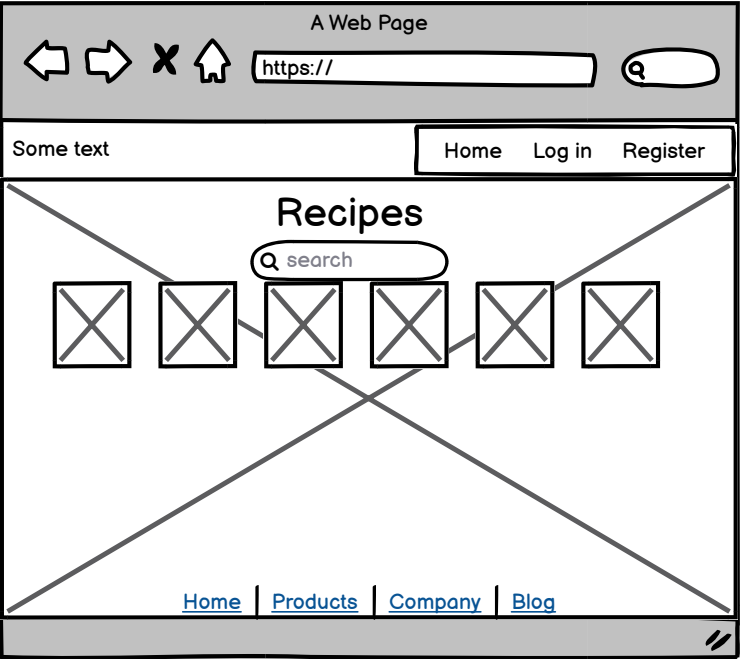 A Web Page
https://
Some text
Home Log in Register
Recipes
search
Home Products Company Blog